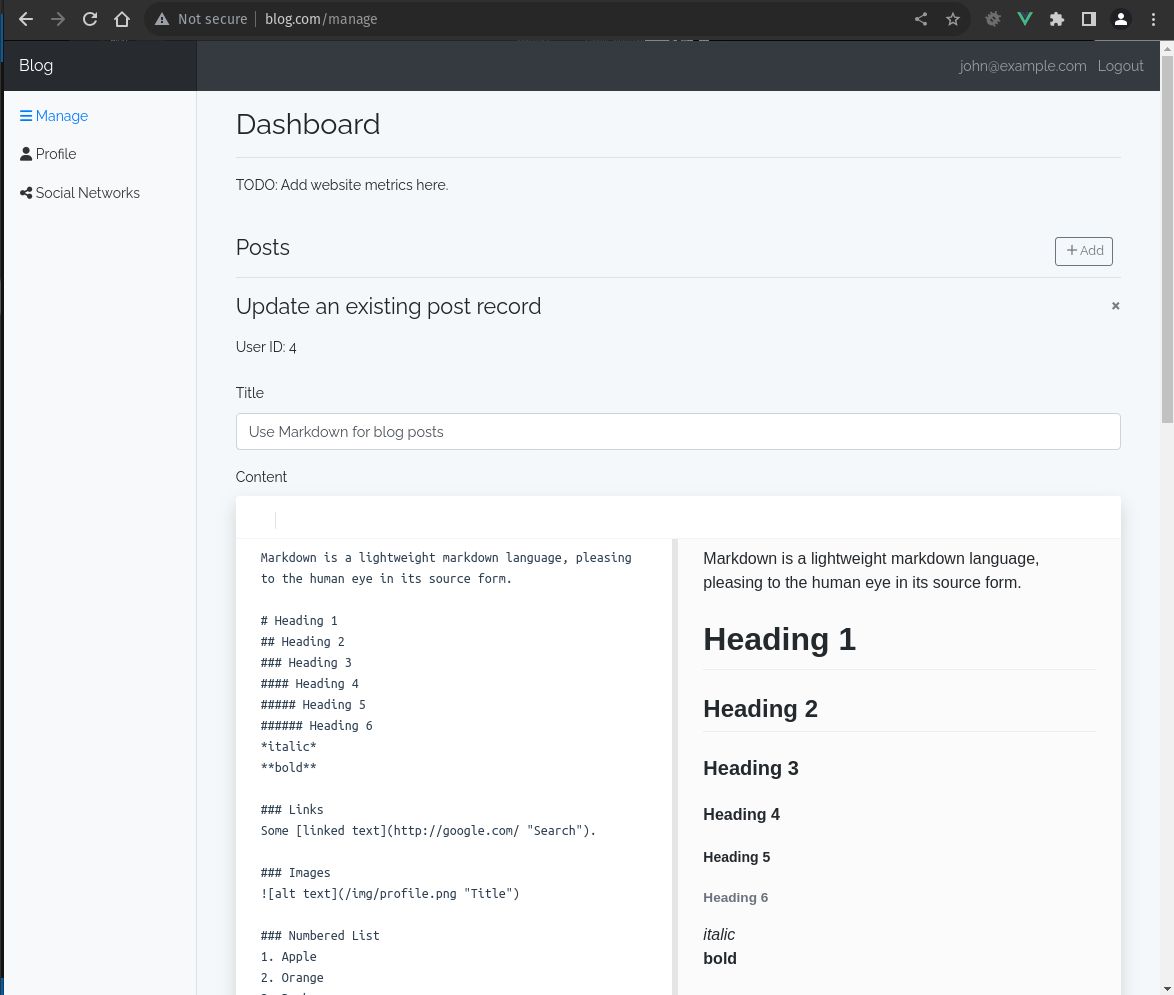 Not secure | blog.com/manage
Blog
john@example.com Logout
Manage
Profile
Social Networks
Dashboard
TODO: Add website metrics here.
Posts
+ Add
Update an existing post record
×
User ID: 4
Title
Use Markdown for blog posts
Content
Markdown is a lightweight markdown language, pleasing
to the human eye in its source form.
# Heading 1
## Heading 2
### Heading 3
#### Heading 4
##### Heading 5
###### Heading 6
*italic*
**bold**
### Links
Some [linked text](http://google.com/ "Search").
### Images
![alt text](/img/profile.png "Title")
### Numbered List
1. Apple
2. Orange
Markdown is a lightweight markdown language,
pleasing to the human eye in its source form.
Heading 1
Heading 2
Heading 3
Heading 4
Heading 5
Heading 6
italic
bold